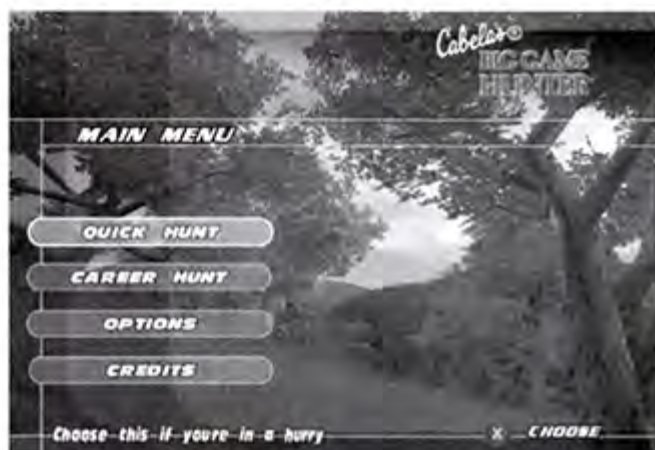 Cabela's®
BIG GAME
HUNTER
MAIN MENU
QUICK HUNT
CAREER HUNT
OPTIONS
CREDITS
Choose this if youre in a hurry
X CHOOSE